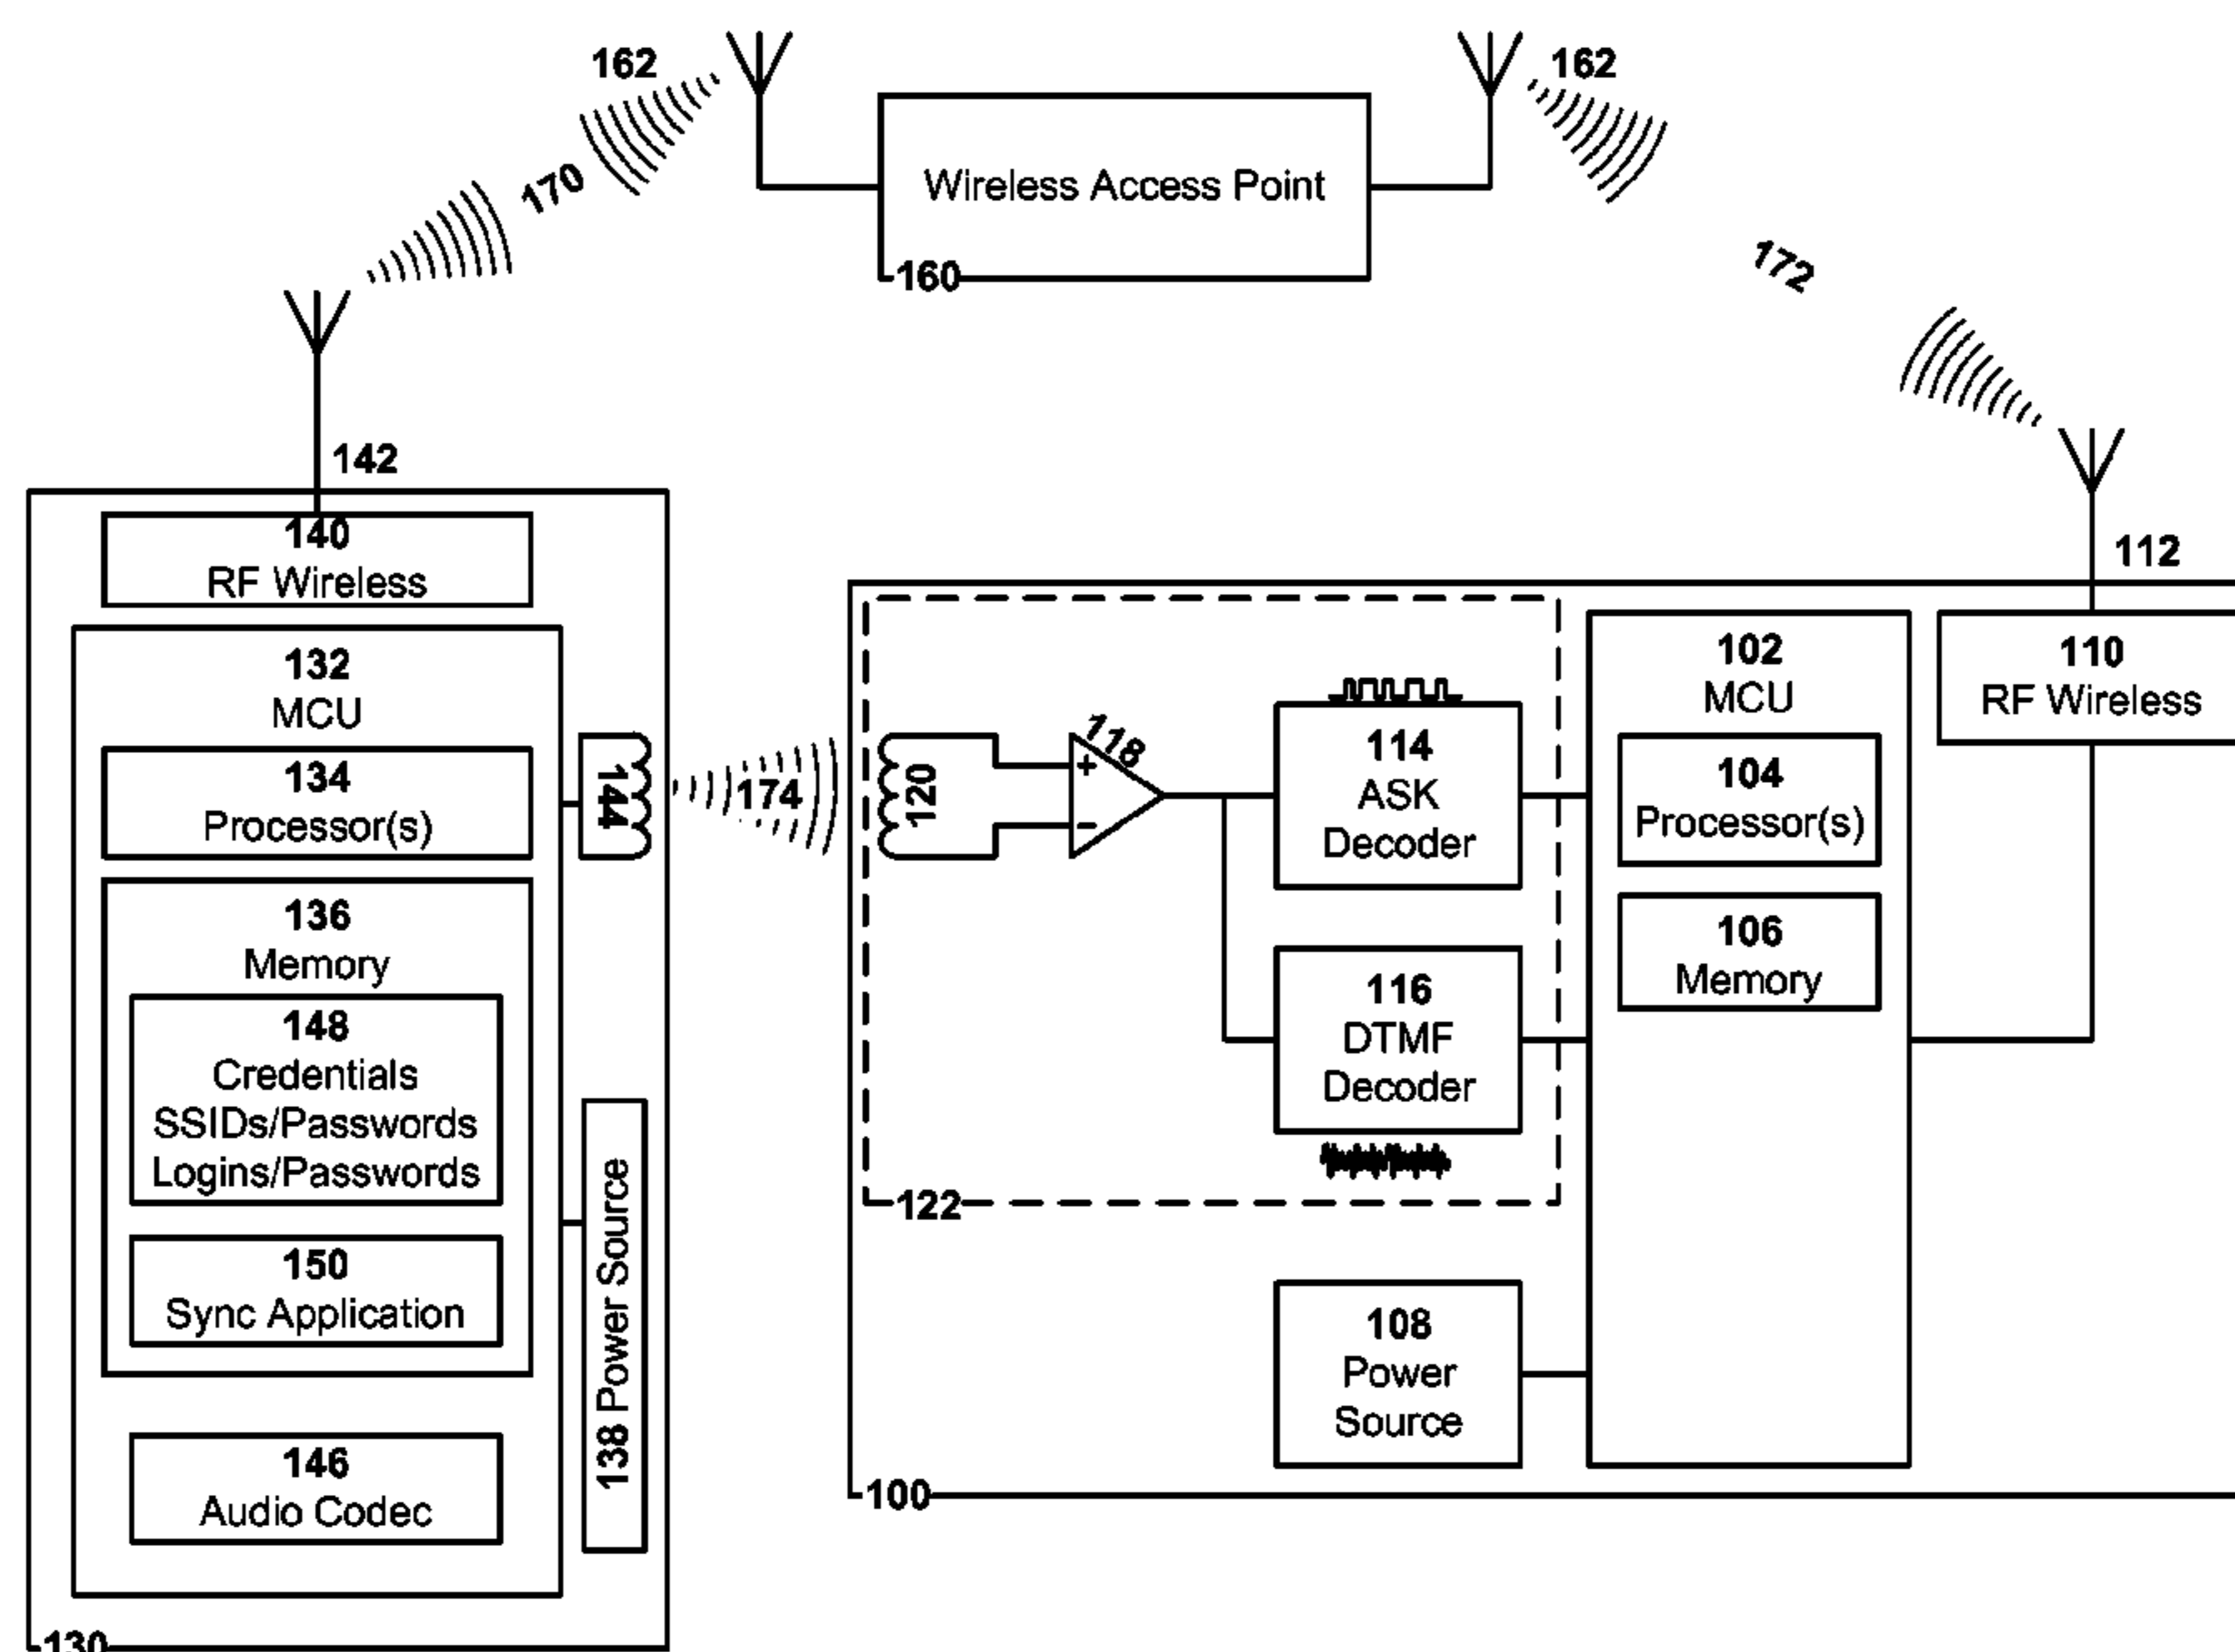 162
162
170
Wireless Access Point
160
172
142
112
140
RF Wireless
132
MCU
134
Processor(s)
144
174
136
Memory
148
Credentials
SSIDs/Passwords
Logins/Passwords
150
Sync Application
146
Audio Codec
138 Power Source
130
120
118
+
−
114
ASK
Decoder
116
DTMF
Decoder
122
102
MCU
104
Processor(s)
106
Memory
110
RF Wireless
108
Power
Source
100